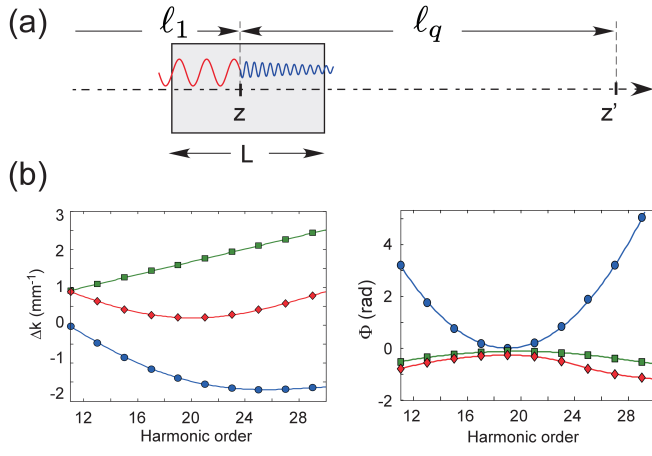 (a)
ℓ₁ ℓq
z z'
L
(b)
3
2
1
0
-1
-2
12 16 20 24 28
Harmonic order
Δk (mm⁻¹)
4
2
0
-2
12 16 20 24 28
Harmonic order
Φ (rad)